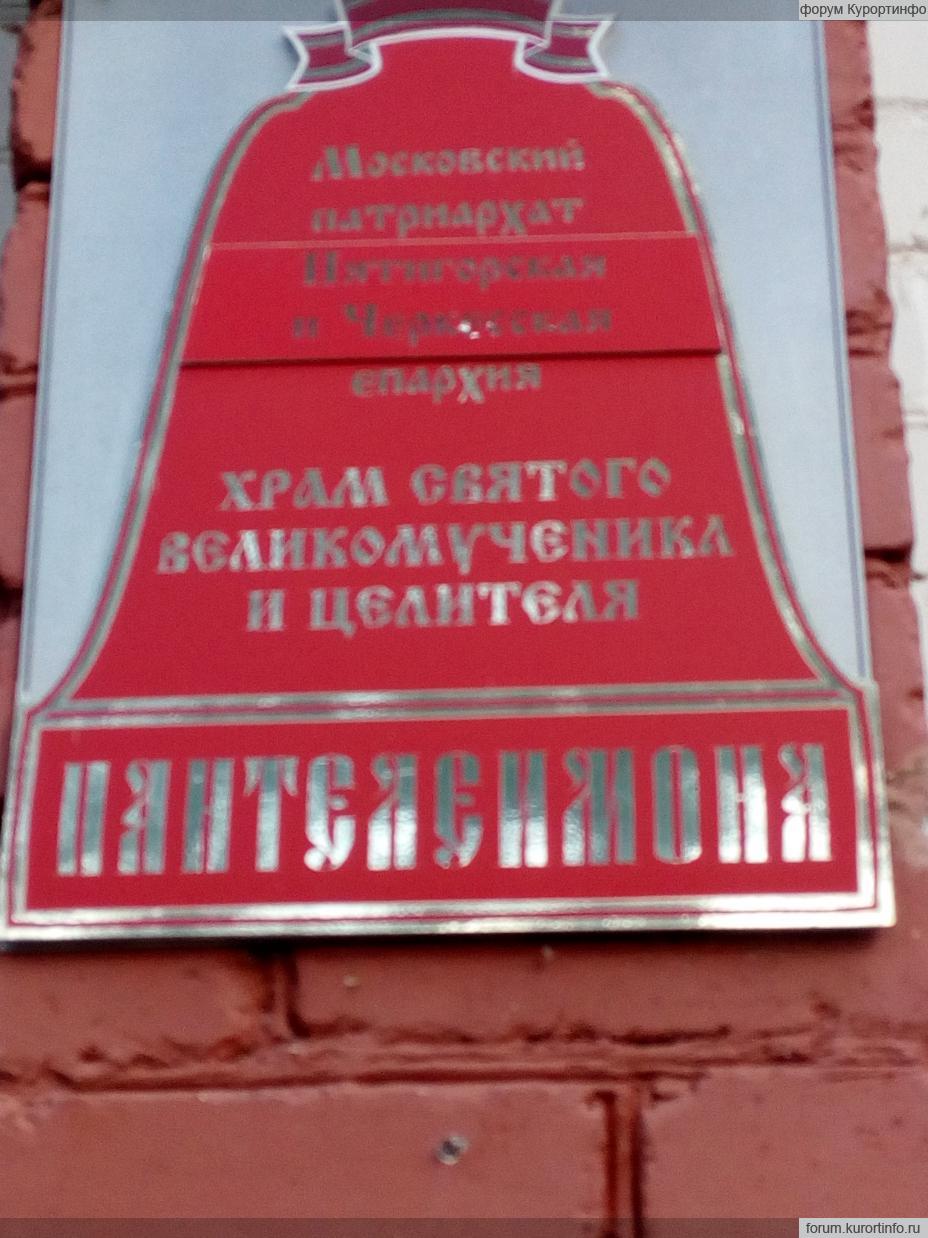 форум Курортинфо
Московский
патриархат
Пятигорская
и Черкесская
епархия
ХРАМ СВЯТОГО
ВЕЛИКОМУЧЕНИКА
И ЦЕЛИТЕЛЯ
ПАНТЕЛЕИМОНА
forum.kurortinfo.ru